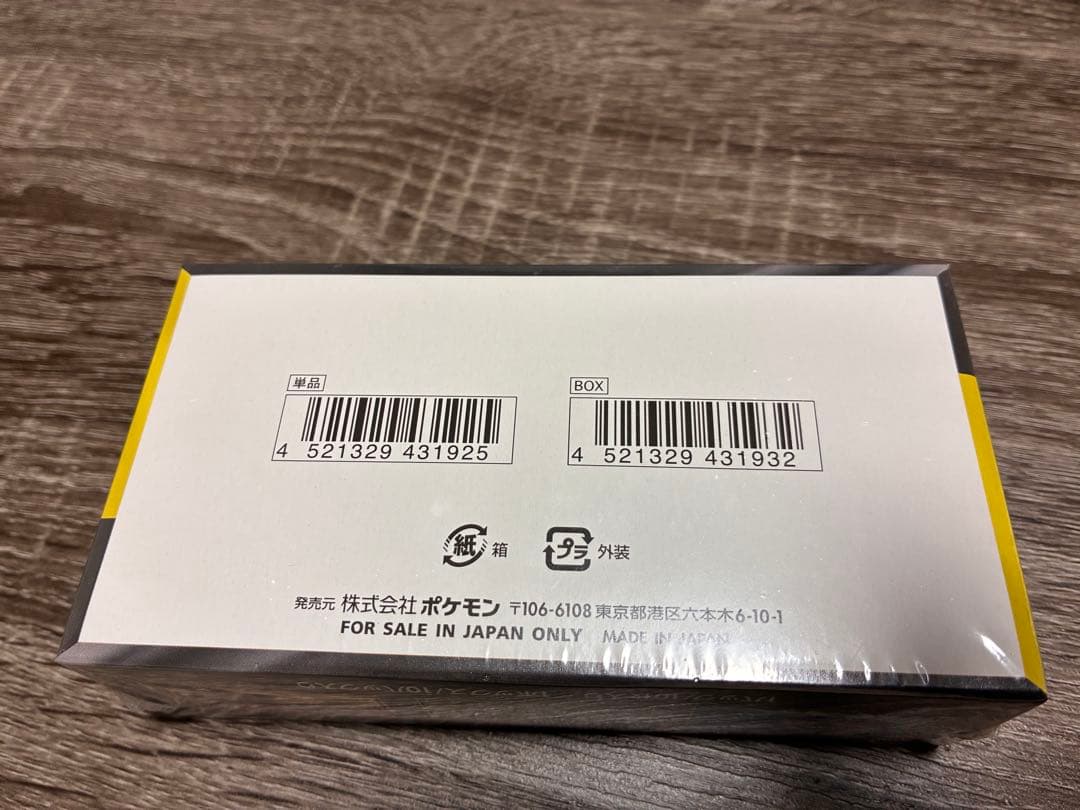 単品
4 521329 431925
BOX
4 521329 431932
紙 箱
プラ 外装
発売元 株式会社ポケモン 〒106-6108 東京都港区六本木6-10-1
FOR SALE IN JAPAN ONLY MADE IN JAPAN